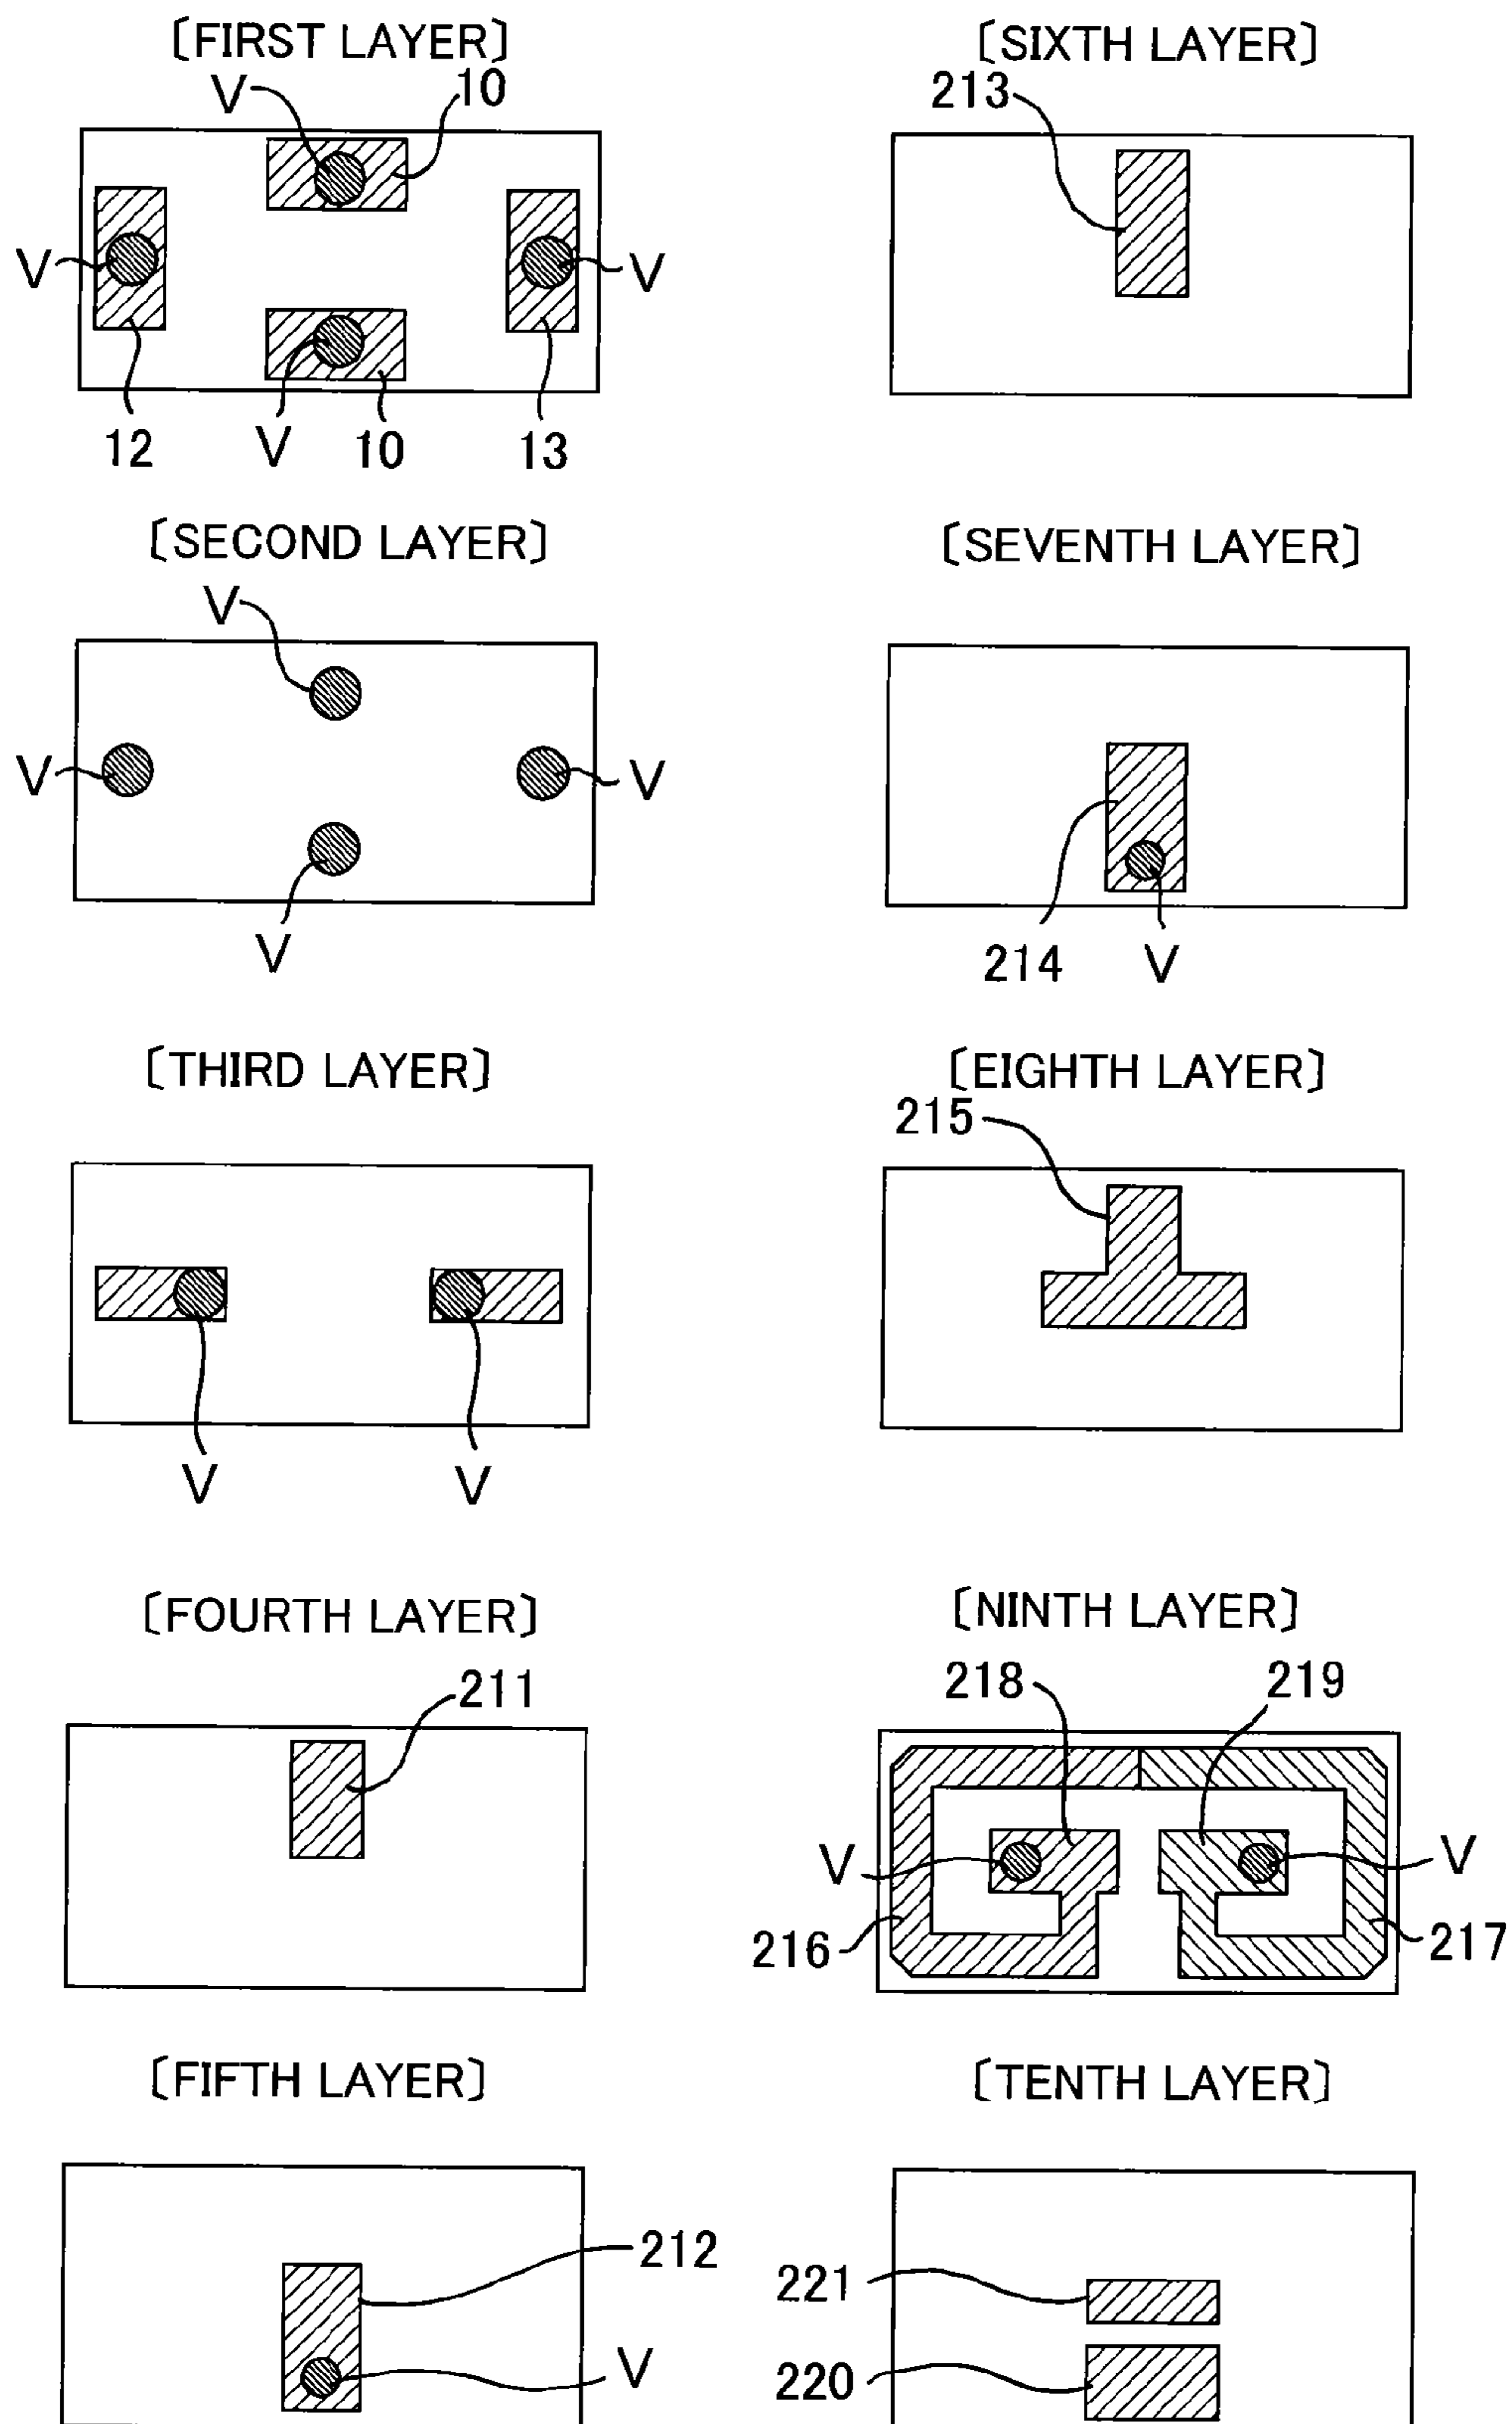 〔FIRST LAYER〕
V
10
V
V
12
V
10
13
〔SECOND LAYER〕
V
V
V
V
〔THIRD LAYER〕
V
V
〔FOURTH LAYER〕
211
〔FIFTH LAYER〕
212
V
〔SIXTH LAYER〕
213
〔SEVENTH LAYER〕
214
V
〔EIGHTH LAYER〕
215
〔NINTH LAYER〕
218
219
V
V
216
217
〔TENTH LAYER〕
221
220